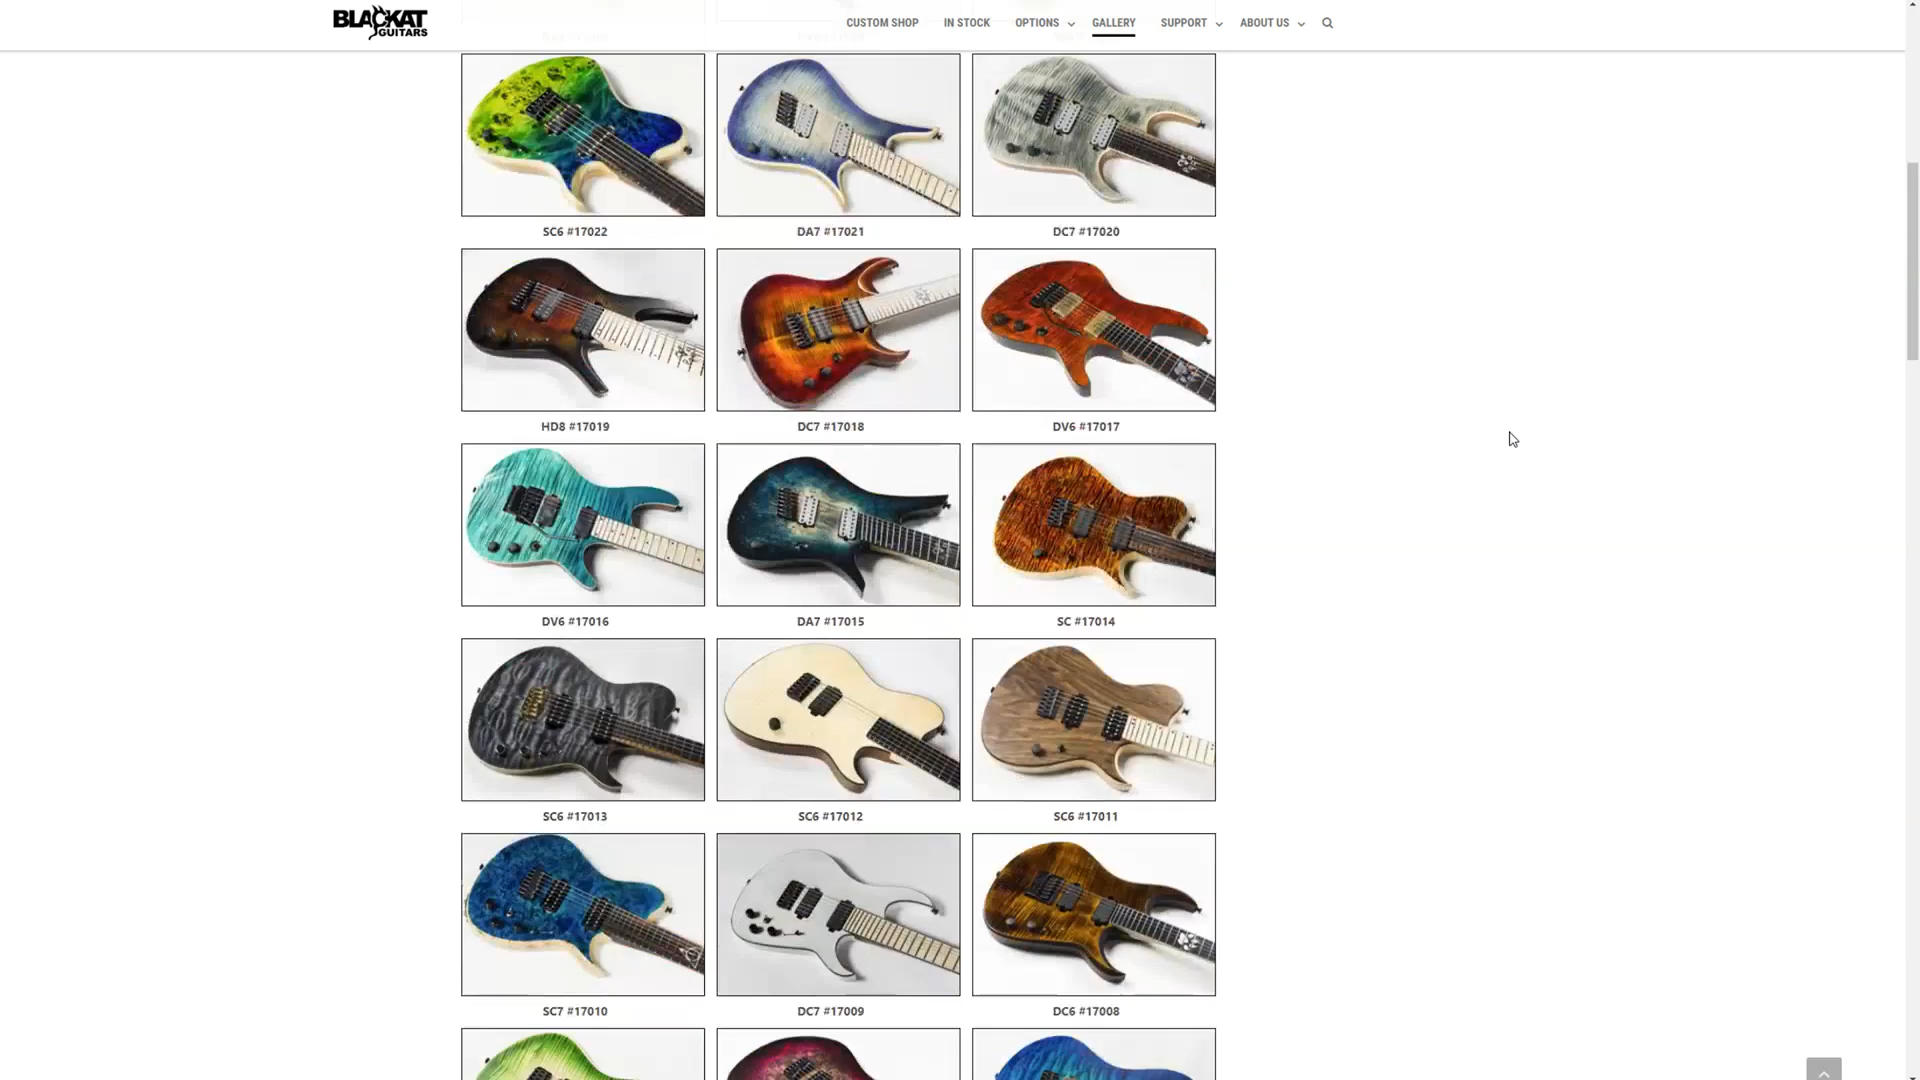 BLACKAT
GUITARS
CUSTOM SHOP
IN STOCK
OPTIONS
GALLERY
SUPPORT
ABOUT US
SC6 #17022
DA7 #17021
DC7 #17020
HD8 #17019
DC7 #17018
DV6 #17017
DV6 #17016
DA7 #17015
SC #17014
SC6 #17013
SC6 #17012
SC6 #17011
SC7 #17010
DC7 #17009
DC6 #17008